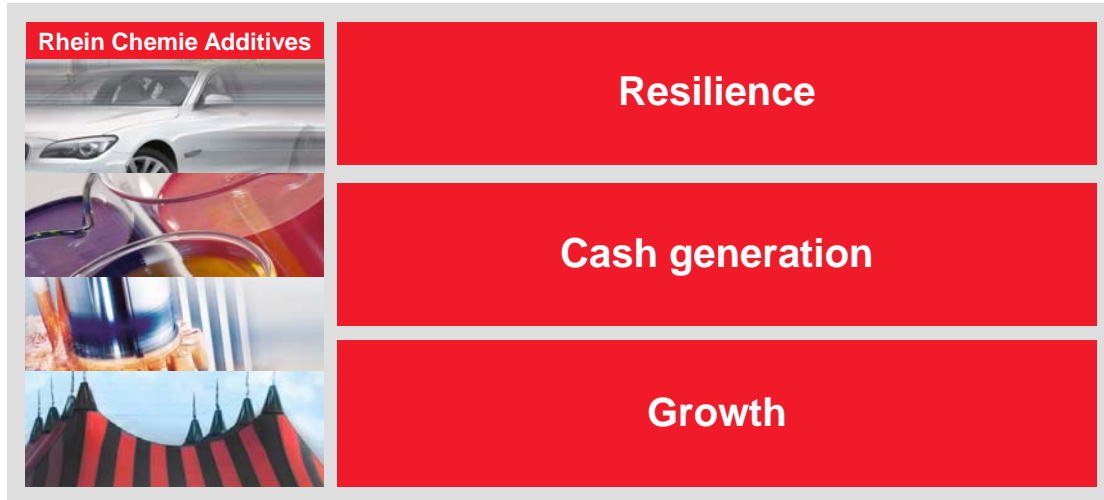 Rhein Chemie Additives
Resilience
Cash generation
Growth